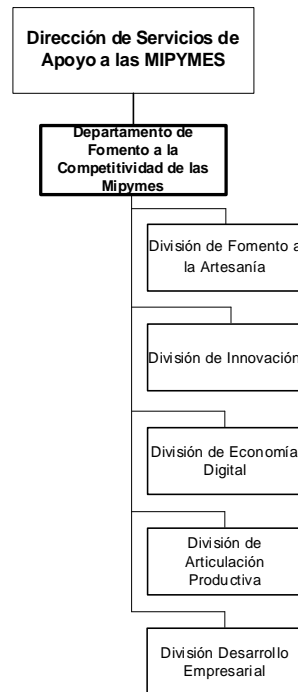 Dirección de Servicios de
Apoyo a las MIPYMES
Departamento de
Fomento a la
Competitividad de las
Mipymes
División de Fomento a
la Artesanía
División de Innovación
División de Economía
Digital
División de
Articulación
Productiva
División Desarrollo
Empresarial